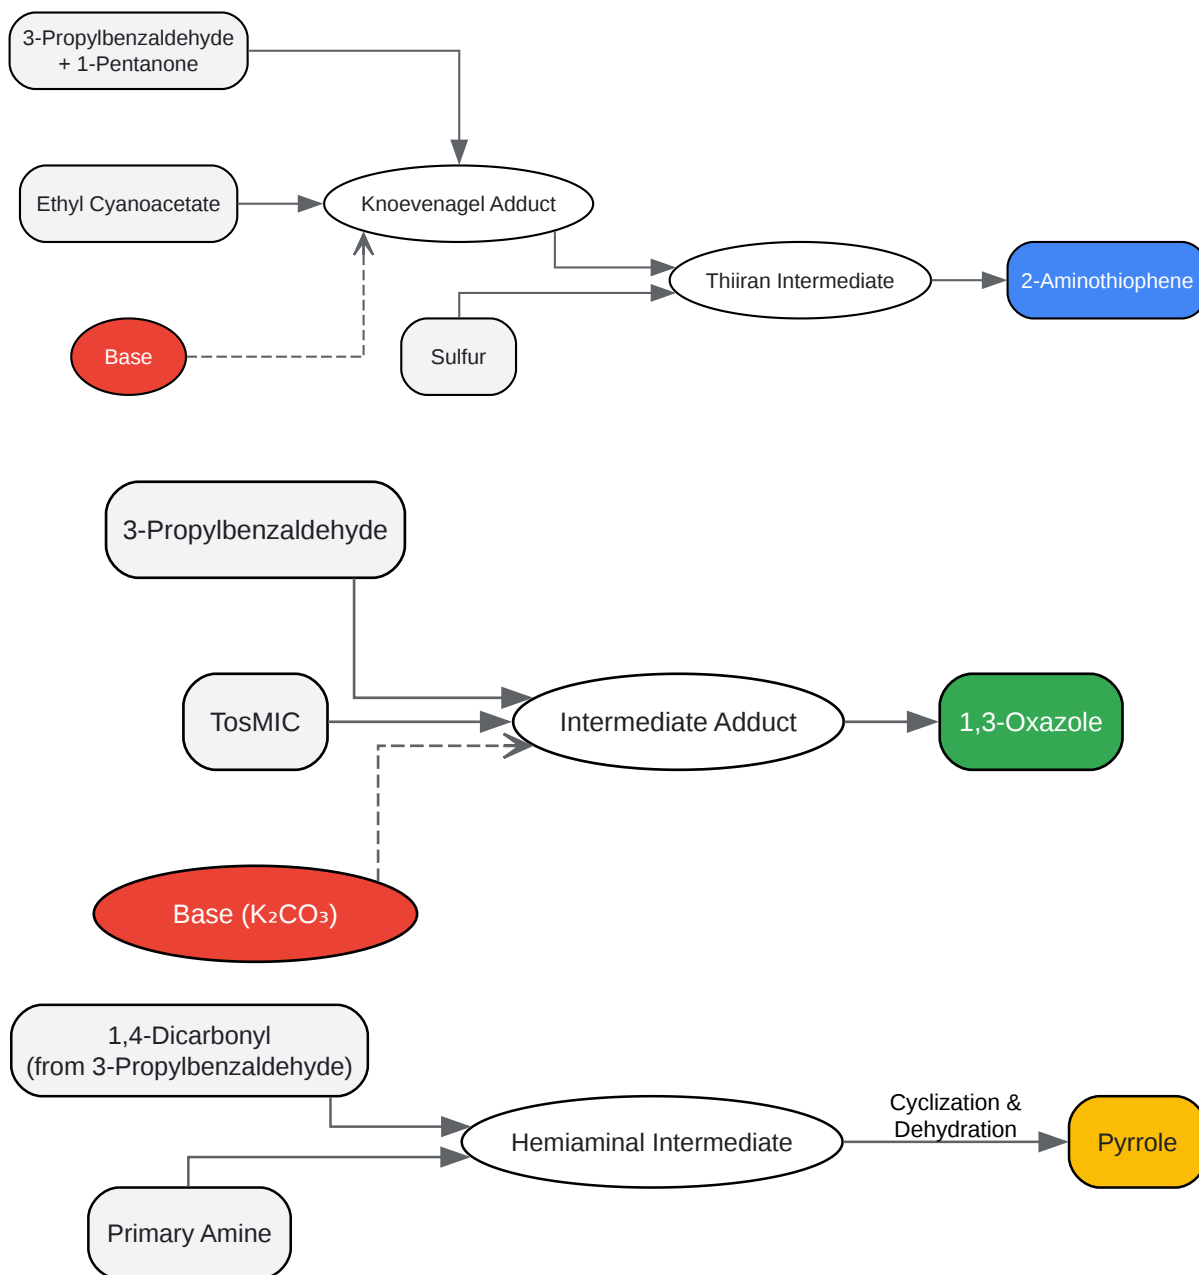 3-Propylbenzaldehyde
+ 1-Pentanone
Ethyl Cyanoacetate
Knoevenagel Adduct
Thiiran Intermediate
2-Aminothiophene
Base
Sulfur
3-Propylbenzaldehyde
TosMIC
Intermediate Adduct
1,3-Oxazole
Base (K₂CO₃)
1,4-Dicarbonyl
(from 3-Propylbenzaldehyde)
Hemiaminal Intermediate
Cyclization &
Dehydration
Pyrrole
Primary Amine